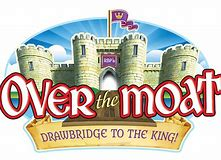 OVER the MOAT
DRAWBRIDGE TO THE KING!